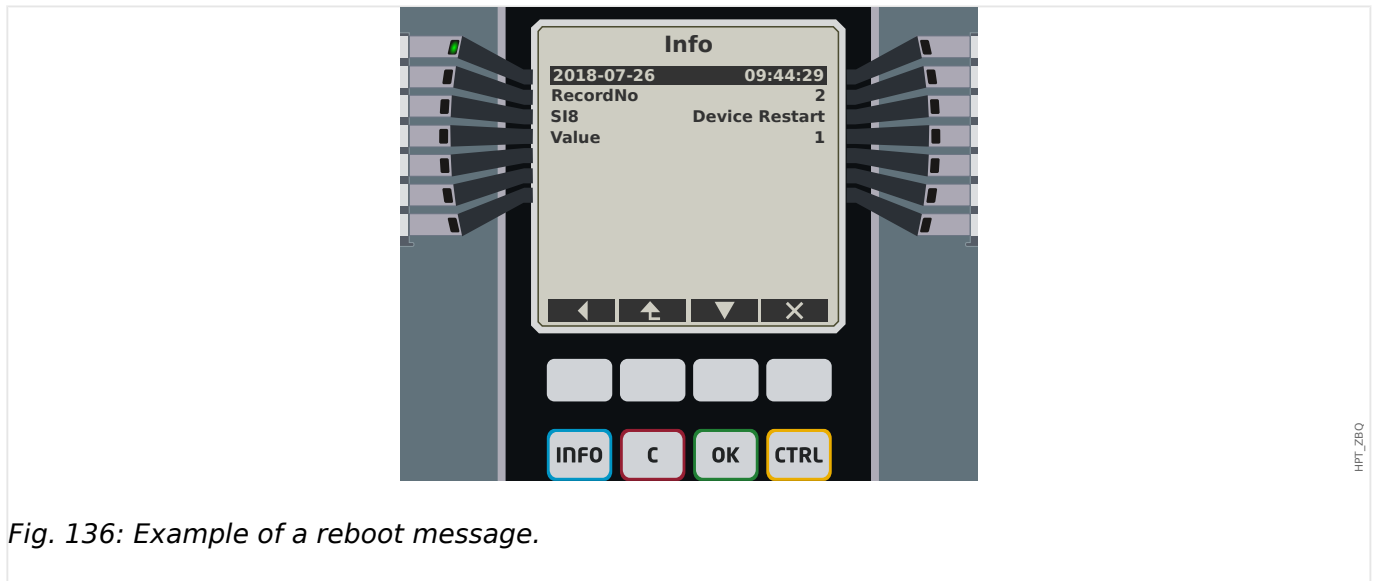 Info
2018-07-26 09:44:29
RecordNo 2
SI8 Device Restart
Value 1
INFO C OK CTRL
HPT_ZBQ
Fig. 136: Example of a reboot message.